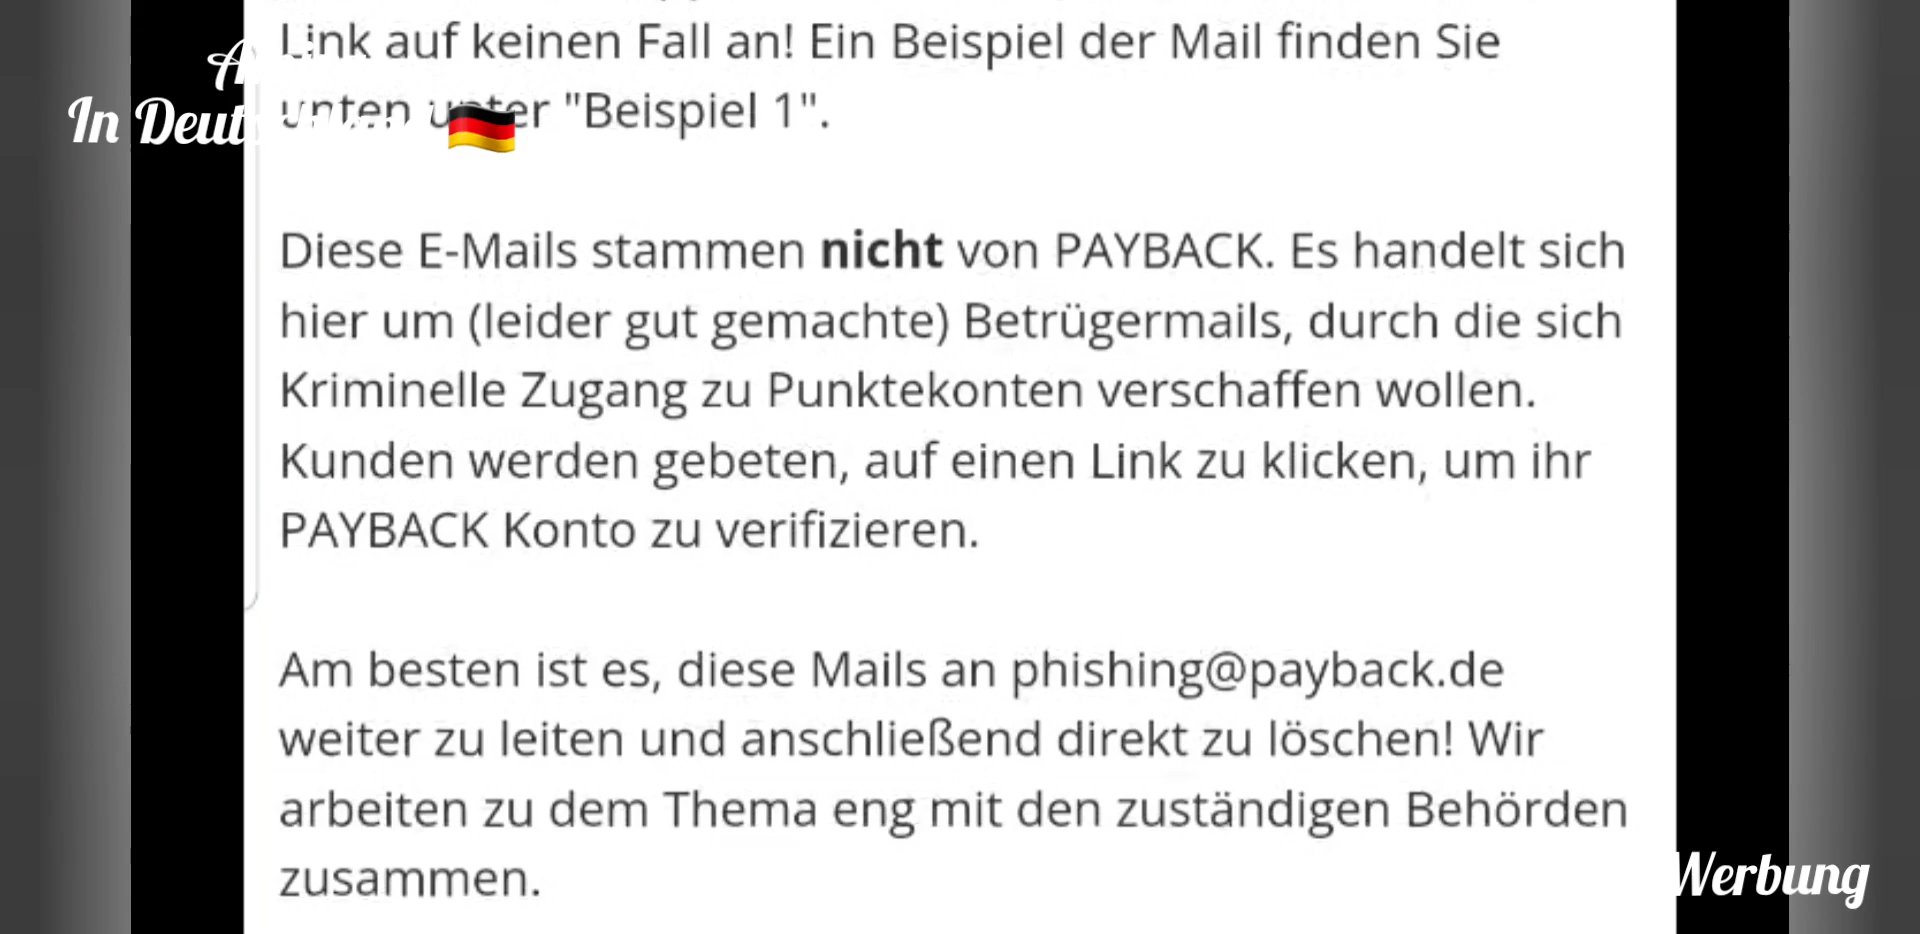 Link auf keinen Fall an! Ein Beispiel der Mail finden Sie
In Deutschland
unten unter "Beispiel 1".
Diese E-Mails stammen nicht von PAYBACK. Es handelt sich
hier um (leider gut gemachte) Betrügermails, durch die sich
Kriminelle Zugang zu Punktekonten verschaffen wollen.
Kunden werden gebeten, auf einen Link zu klicken, um ihr
PAYBACK Konto zu verifizieren.
Am besten ist es, diese Mails an phishing@payback.de
weiter zu leiten und anschließend direkt zu löschen! Wir
arbeiten zu dem Thema eng mit den zuständigen Behörden
zusammen.
Werbung